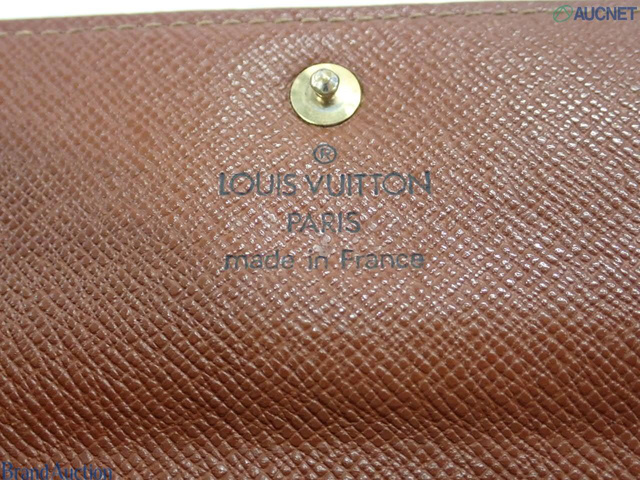 AUCNET
®
LOUIS VUITTON
PARIS
made in France
Brand Auction